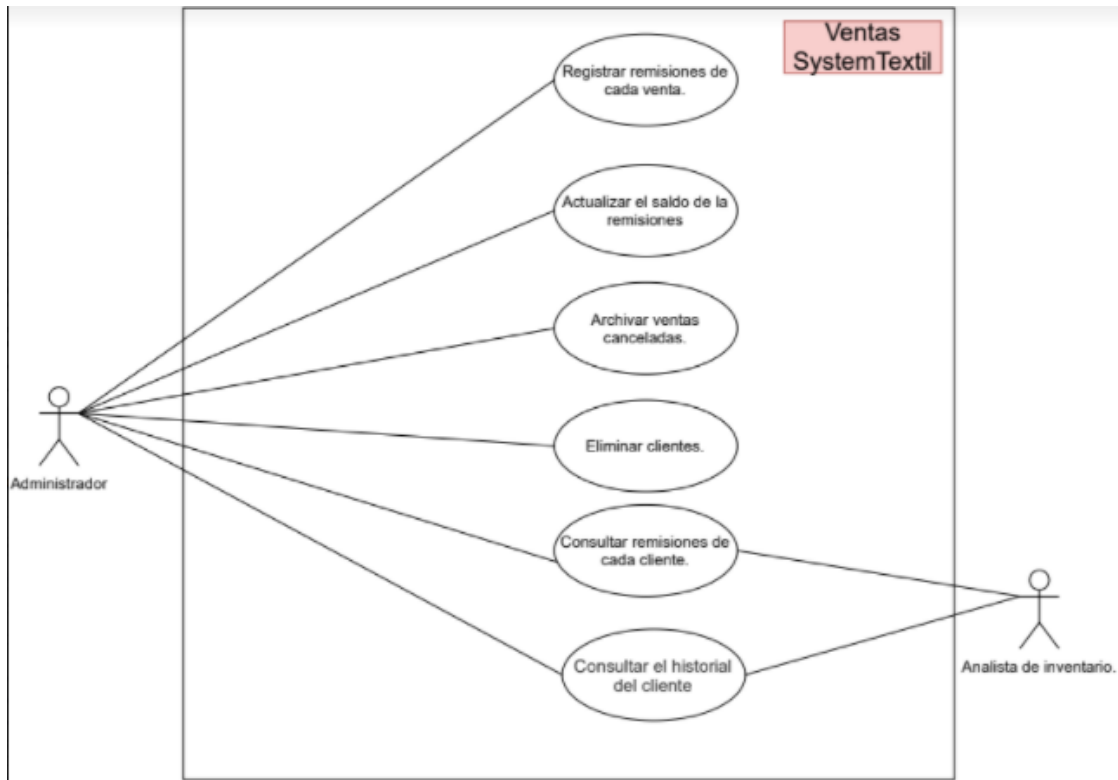 Ventas
SystemTextil
Registrar remisiones de
cada venta.
Actualizar el saldo de la
remisiones
Archivar ventas
canceladas.
Eliminar clientes.
Administrador
Consultar remisiones de
cada cliente.
Consultar el historial
del cliente
Analista de inventario.